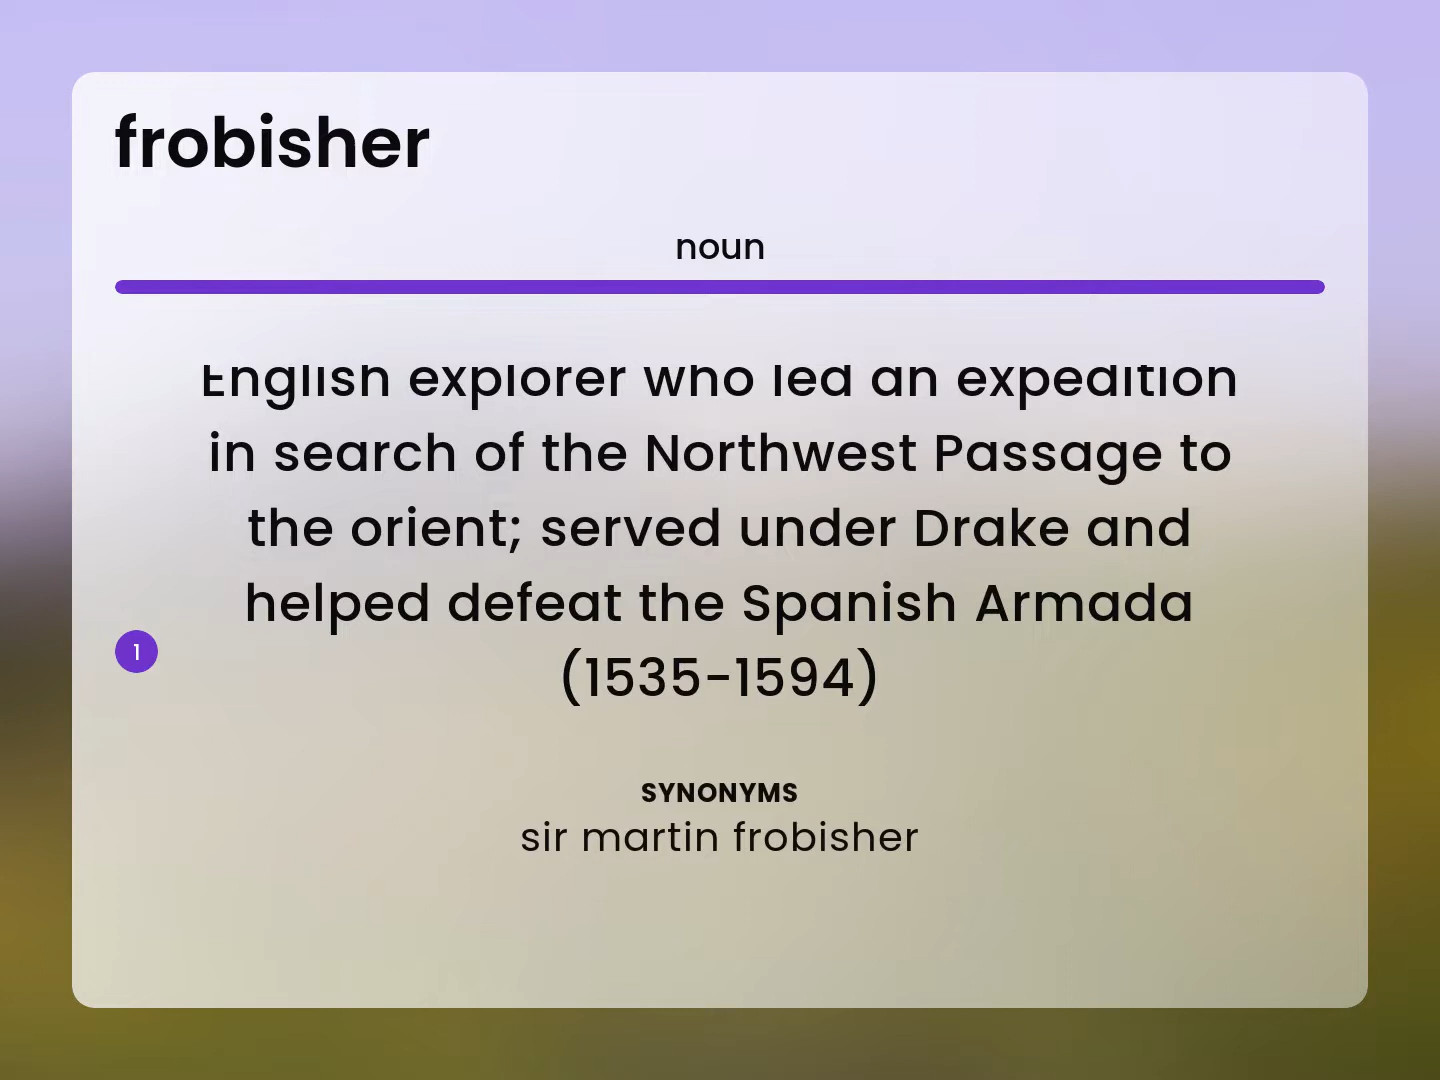 frobisher
noun
English explorer who led an expedition
in search of the Northwest Passage to
the orient; served under Drake and
helped defeat the Spanish Armada
(1535-1594)
1
SYNONYMS
sir martin frobisher